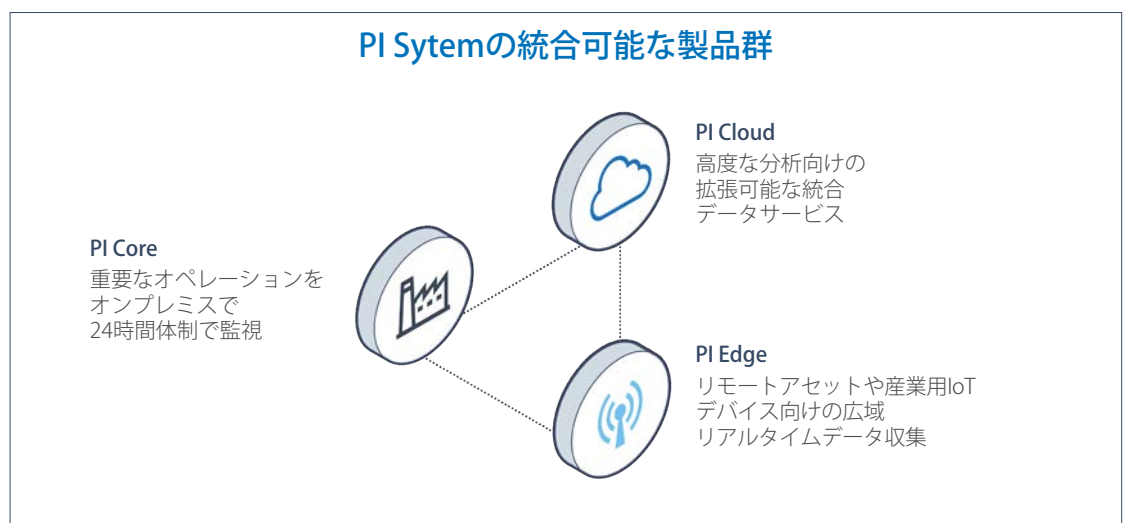 PI Sytemの統合可能な製品群
PI Cloud
高度な分析向けの
拡張可能な統合
データサービス
PI Core
重要なオペレーションを
オンプレミスで
24時間体制で監視
PI Edge
リモートアセットや産業用IoT
デバイス向けの広域
リアルタイムデータ収集